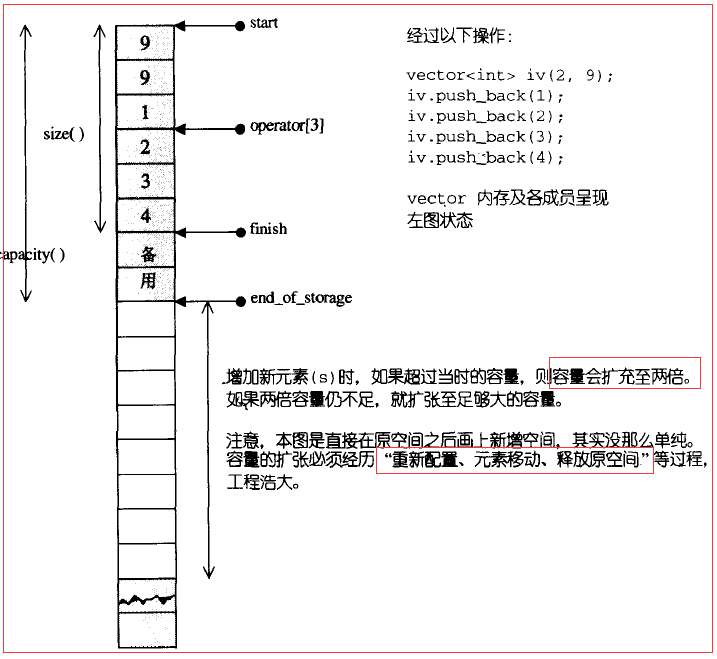 start
9
9
1
operator[3]
2
3
4
size( )
finish
capacity( )
备
用
end_of_storage
经过以下操作:
vector<int> iv(2, 9);
iv.push_back(1);
iv.push_back(2);
iv.push_back(3);
iv.push_back(4);
vector 内存及各成员呈现
左图状态
增加新元素(s)时，如果超过当时的容量，则容量会扩充至两倍。
如果两倍容量仍不足，就扩张至足够大的容量。
注意，本图是直接在原空间之后画上新增空间，其实没那么单纯。
容量的扩张必须经历“重新配置、元素移动、释放原空间”等过程，
工程浩大。